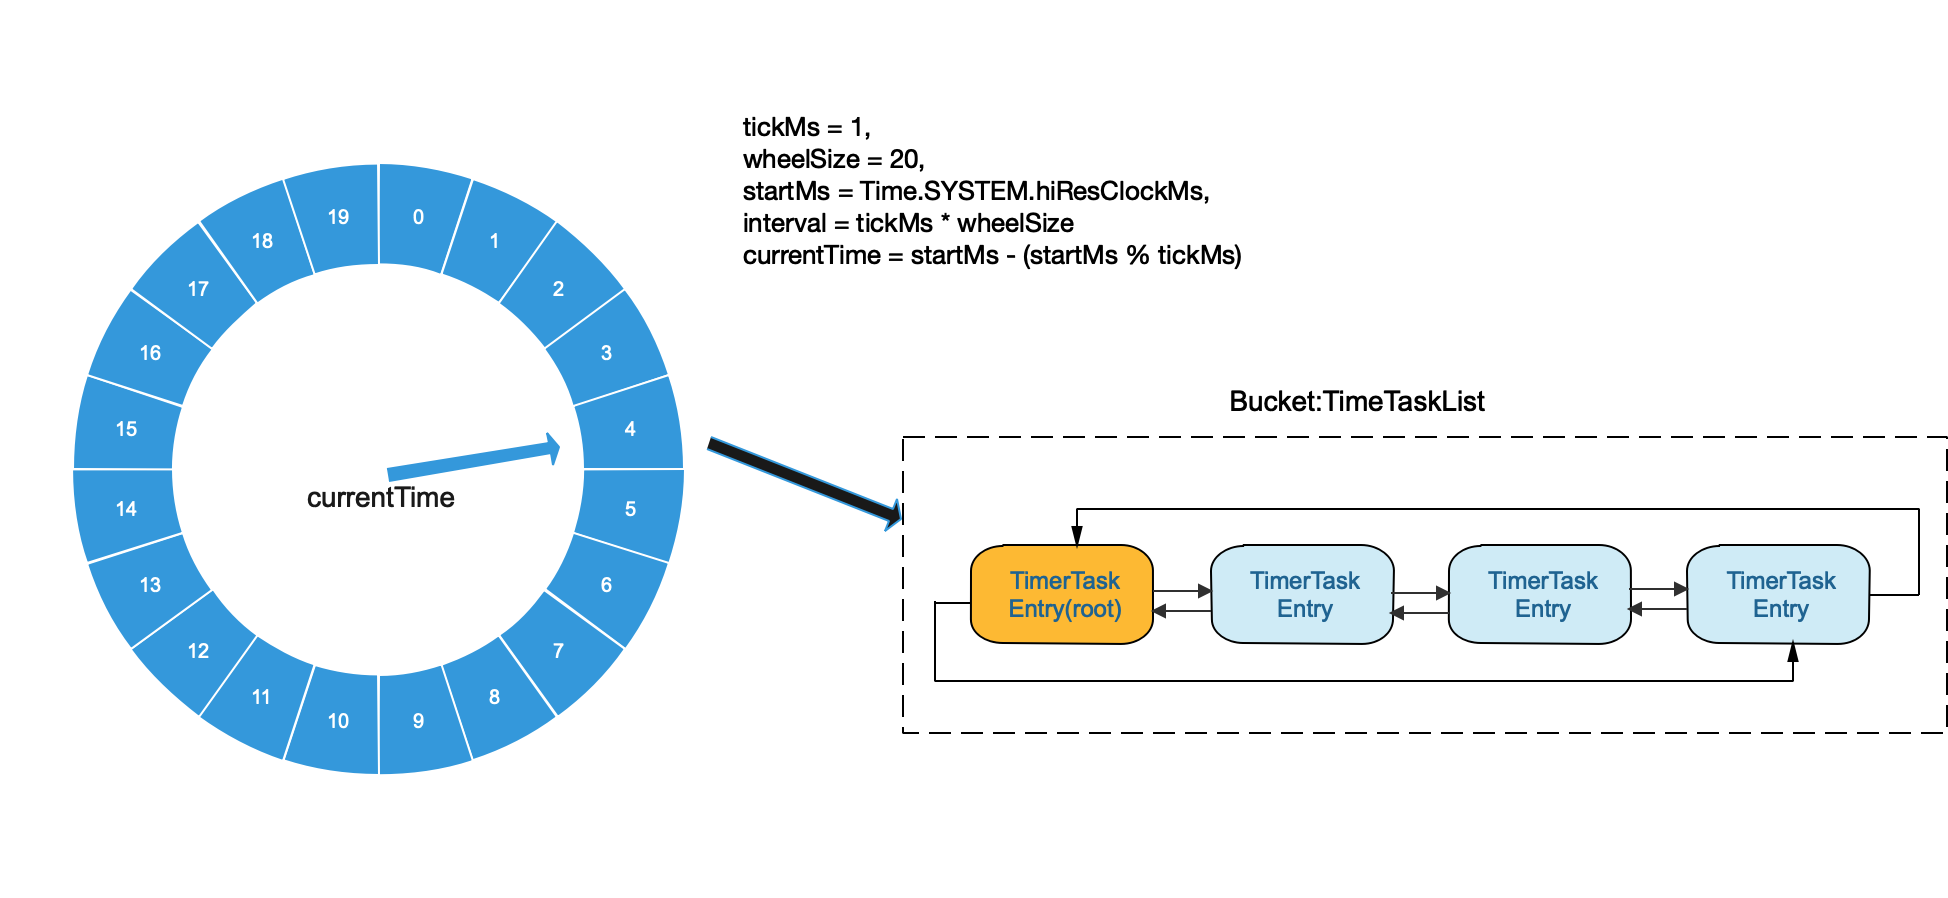 tickMs = 1,
wheelSize = 20,
startMs = Time.SYSTEM.hiResClockMs,
interval = tickMs * wheelSize
currentTime = startMs - (startMs % tickMs)
0
1
2
3
4
5
6
7
8
9
10
11
12
13
14
15
16
17
18
19
currentTime
Bucket:TimeTaskList
TimerTask
Entry(root)
TimerTask
Entry
TimerTask
Entry
TimerTask
Entry